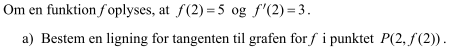 Om en funktion f oplyses, at f(2) = 5 og f'(2) = 3.
a) Bestem en ligning for tangenten til grafen for f i punktet P(2, f(2)).